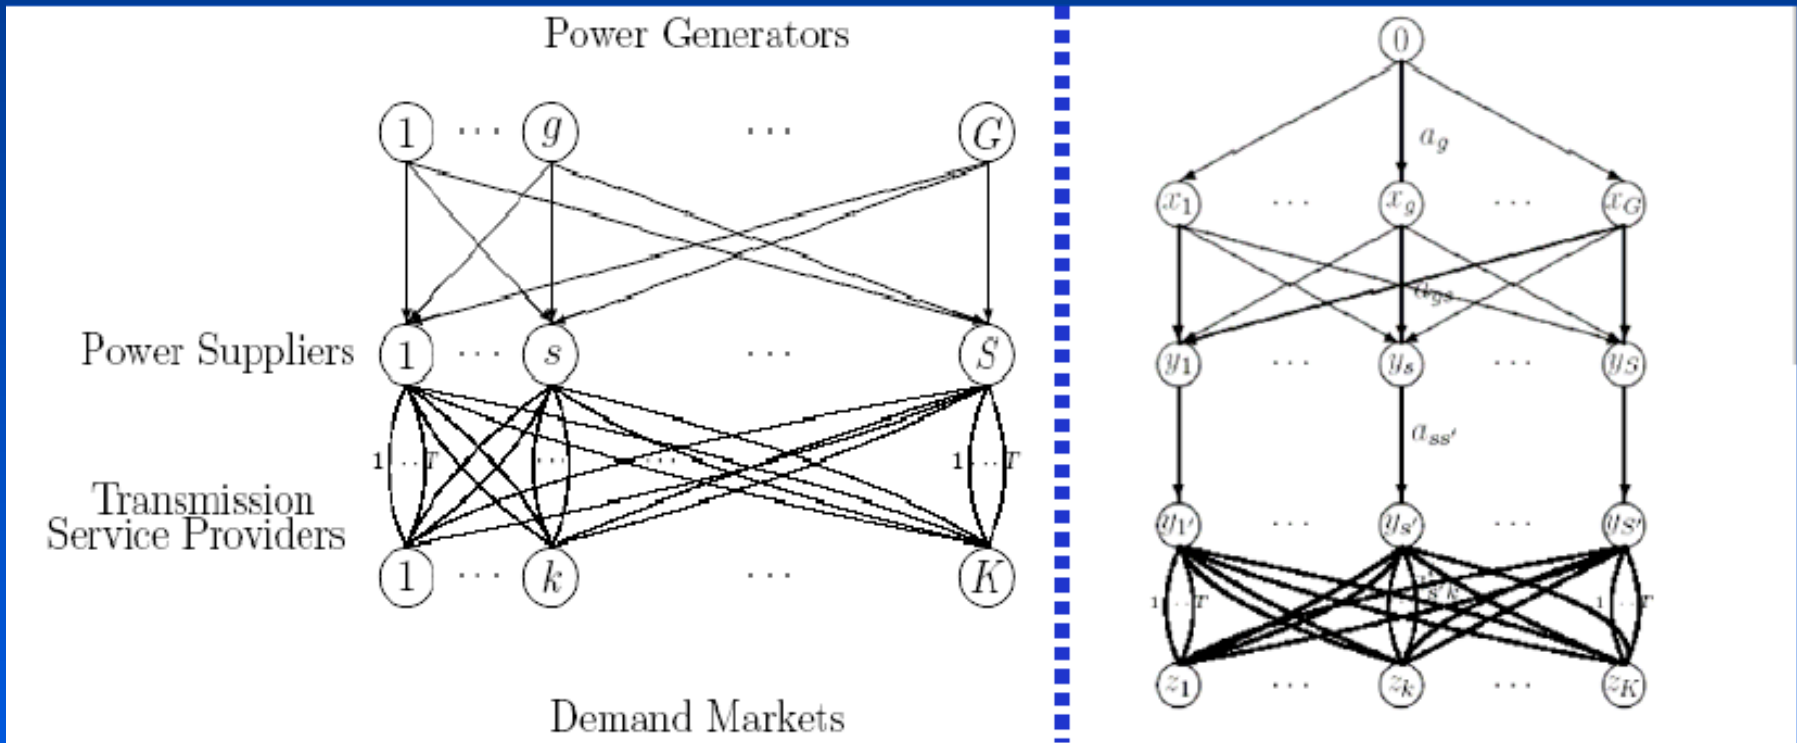 Power Generators
1 ··· g ··· G
Power Suppliers
1 ··· s ··· S
1 ... T ··· ··· 1 ... T
Transmission
Service Providers
1 ··· k ··· K
Demand Markets
0
a_g
x_1 ··· x_g ··· x_G
a_gs
y_1 ··· y_s ··· y_S
a_ss'
y_1' ··· y_s' ··· y_S'
1 ... T 1 ... T
z_1 ··· z_k ··· z_K